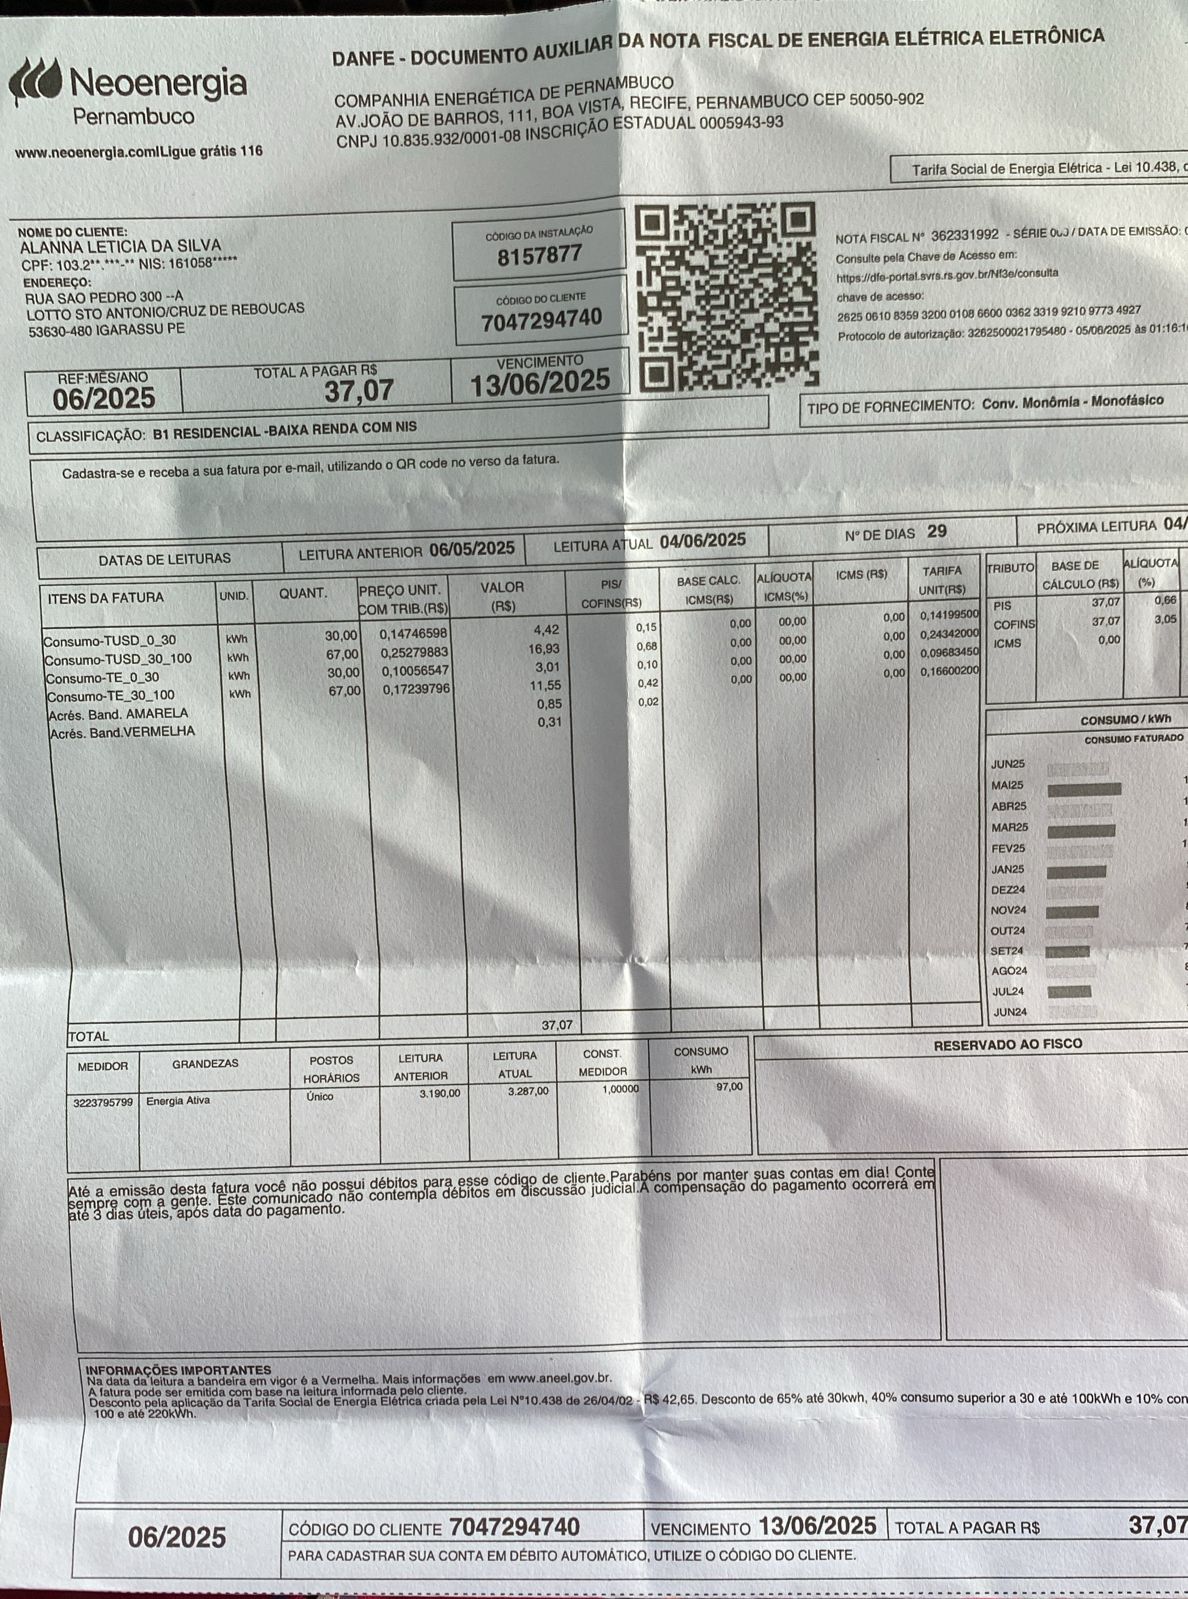 Neoenergia
Pernambuco
www.neoenergia.com|Ligue grátis 116
DANFE - DOCUMENTO AUXILIAR DA NOTA FISCAL DE ENERGIA ELÉTRICA ELETRÔNICA
COMPANHIA ENERGÉTICA DE PERNAMBUCO
AV.JOÃO DE BARROS, 111, BOA VISTA, RECIFE, PERNAMBUCO CEP 50050-902
CNPJ 10.835.932/0001-08 INSCRIÇÃO ESTADUAL 0005943-93
Tarifa Social de Energia Elétrica - Lei 10.438,
NOME DO CLIENTE:
ALANNA LETICIA DA SILVA
CPF: 103.2**.***-** NIS: 161058*****
ENDEREÇO:
RUA SAO PEDRO 300 --A
LOTTO STO ANTONIO/CRUZ DE REBOUCAS
53630-480 IGARASSU PE
CÓDIGO DA INSTALAÇÃO
8157877
CÓDIGO DO CLIENTE
7047294740
NOTA FISCAL N° 362331992 - SÉRIE / DATA DE EMISSÃO:
Consulte pela Chave de Acesso em:
https://dfe-portal.svrs.rs.gov.br/Nf3e/consulta
chave de acesso:
2625 0610 8359 3200 0108 6600 0362 3319 9210 9773 4927
Protocolo de autorização: 3262500021795480 - 05/06/2025 às 01:16:1
REF:MÊS/ANO
06/2025
TOTAL A PAGAR R$
37,07
VENCIMENTO
13/06/2025
TIPO DE FORNECIMENTO: Conv. Monômia - Monofásico
CLASSIFICAÇÃO: B1 RESIDENCIAL -BAIXA RENDA COM NIS
Cadastra-se e receba a sua fatura por e-mail, utilizando o QR code no verso da fatura.
DATAS DE LEITURAS LEITURA ANTERIOR 06/05/2025 LEITURA ATUAL 04/06/2025 N° DE DIAS 29 PRÓXIMA LEITURA 04/
ITENS DA FATURA UNID. QUANT. PREÇO UNIT. COM TRIB.(R$) VALOR (R$) PIS/ COFINS(R$) BASE CALC. ICMS(R$) ALÍQUOTA ICMS(%) ICMS (R$) TARIFA UNIT(R$)
Consumo-TUSD_0_30 kWh 30,00 0,14746598 4,42 0,15 0,00 00,00 0,00 0,14199500
Consumo-TUSD_30_100 kWh 67,00 0,25279883 16,93 0,68 0,00 00,00 0,00 0,24342000
Consumo-TE_0_30 kWh 30,00 0,10056547 3,01 0,10 0,00 00,00 0,00 0,09683450
Consumo-TE_30_100 kWh 67,00 0,17239796 11,55 0,42 0,00 00,00 0,00 0,16600200
Acrés. Band. AMARELA 0,85 0,02
Acrés. Band.VERMELHA 0,31
TOTAL 37,07
TRIBUTO BASE DE CÁLCULO (R$) ALÍQUOTA (%)
PIS 37,07 0,66
COFINS 37,07 3,05
ICMS 0,00
CONSUMO / kWh
CONSUMO FATURADO
JUN25
MAI25
ABR25
MAR25
FEV25
JAN25
DEZ24
NOV24
OUT24
SET24
AGO24
JUL24
JUN24
MEDIDOR GRANDEZAS POSTOS HORÁRIOS LEITURA ANTERIOR LEITURA ATUAL CONST. MEDIDOR CONSUMO kWh
3223795799 Energia Ativa Único 3.190,00 3.287,00 1,00000 97,00
RESERVADO AO FISCO
Até a emissão desta fatura você não possui débitos para esse código de cliente.Parabéns por manter suas contas em dia! Conte
sempre com a gente. Este comunicado não contempla débitos em discussão judicial.A compensação do pagamento ocorrerá em
até 3 dias úteis, após data do pagamento.
INFORMAÇÕES IMPORTANTES
Na data da leitura a bandeira em vigor é a Vermelha. Mais informações em www.aneel.gov.br.
A fatura pode ser emitida com base na leitura informada pelo cliente.
Desconto pela aplicação da Tarifa Social de Energia Elétrica criada pela Lei N°10.438 de 26/04/02 - R$ 42,65. Desconto de 65% até 30kwh, 40% consumo superior a 30 e até 100kWh e 10% con
100 e até 220kWh.
06/2025 CÓDIGO DO CLIENTE 7047294740 VENCIMENTO 13/06/2025 TOTAL A PAGAR R$ 37,07
PARA CADASTRAR SUA CONTA EM DÉBITO AUTOMÁTICO, UTILIZE O CÓDIGO DO CLIENTE.